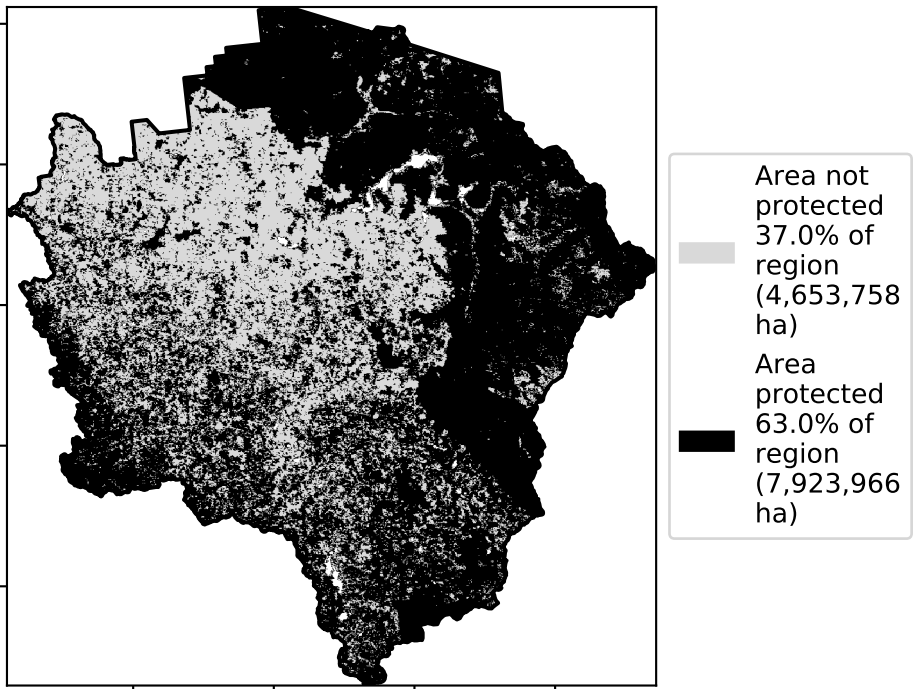 Area not
protected
37.0% of
region
(4,653,758
ha)
Area
protected
63.0% of
region
(7,923,966
ha)